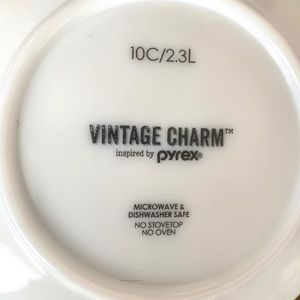 10C/2.3L
VINTAGE CHARM™
inspired by pyrex®
MICROWAVE &
DISHWASHER SAFE
NO STOVETOP
NO OVEN